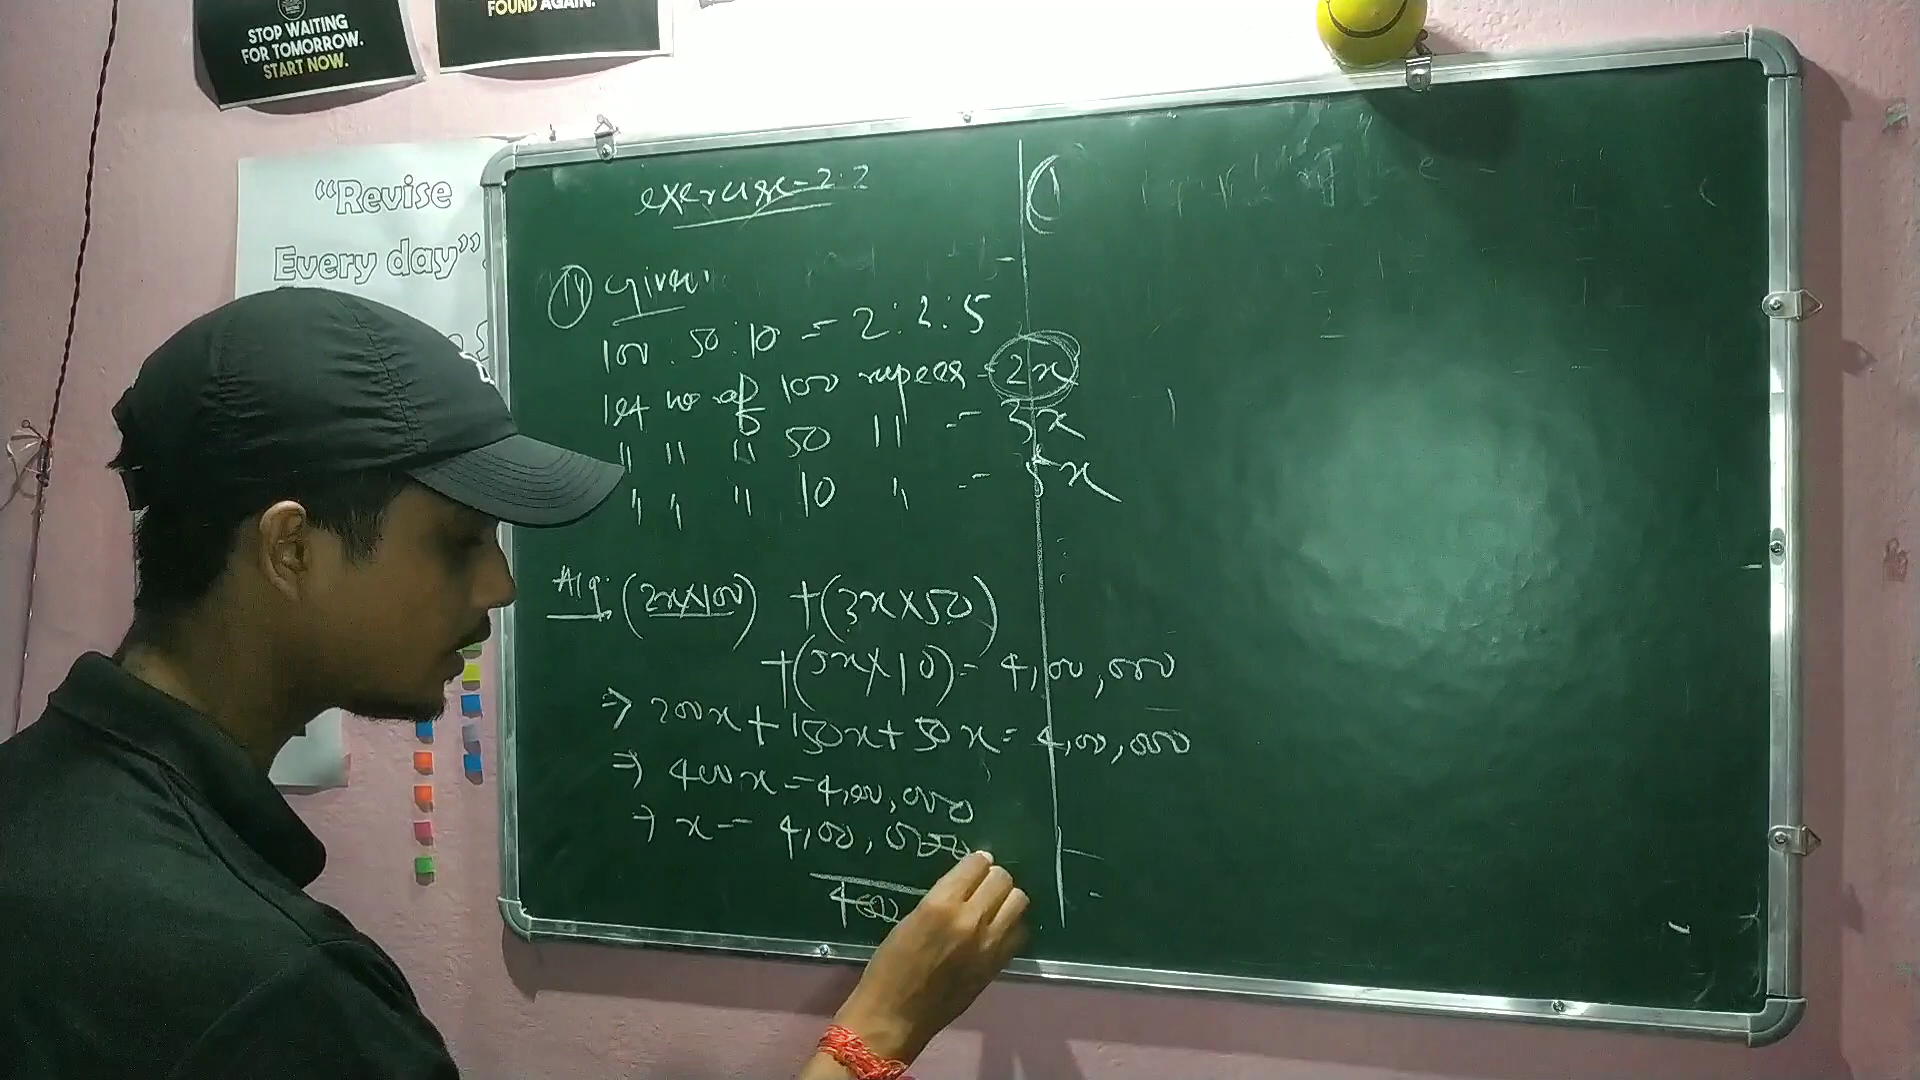 STOP WAITING
FOR TOMORROW.
START NOW.
FOUND AGAIN.
"Revise
Every day"
exercise-2.2
(14) Given:
100 : 50 : 10 = 2 : 3 : 5
let no of 100 rupees = 2x
" " " 50 " = 3x
" " " 10 " = 5x
A/q: (2x×100) + (3x×50)
+ (5x×10) = 4,00,000
⇒ 200x + 150x + 50x = 4,00,000
⇒ 400x = 4,00,000
⇒ x = 4,00,000
400